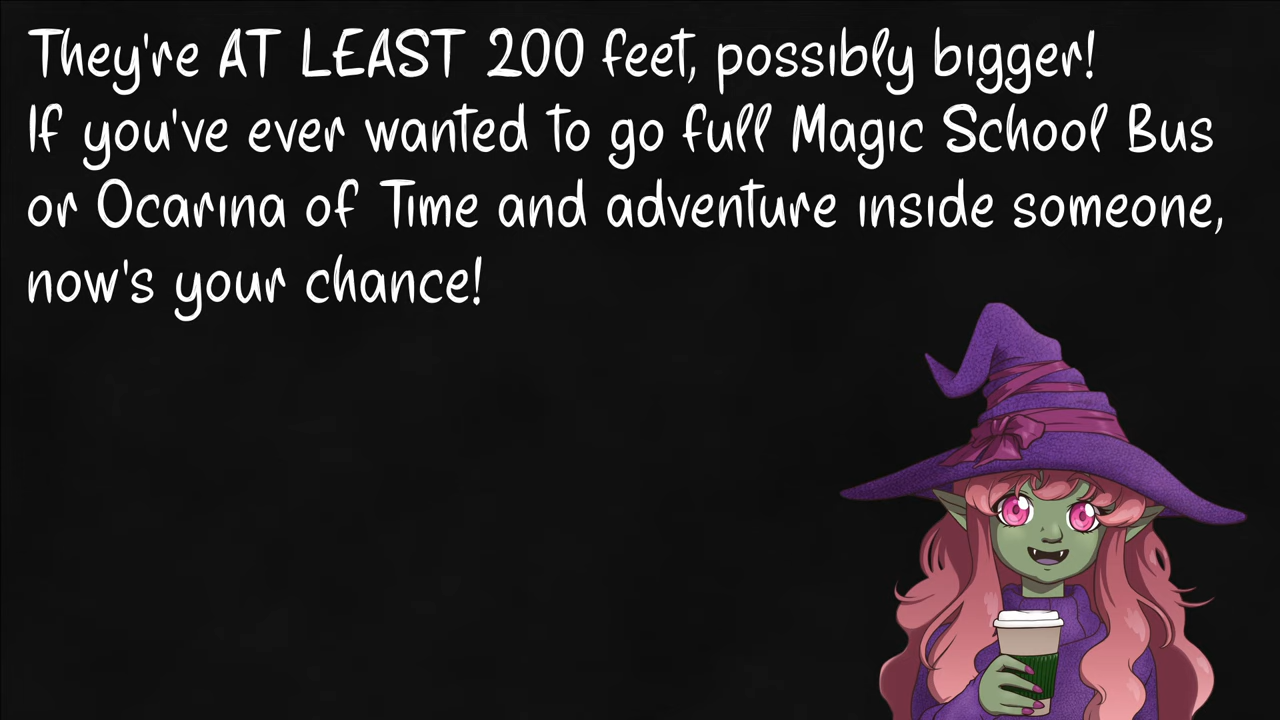 They're AT LEAST 200 feet, possibly bigger!
If you've ever wanted to go full Magic School Bus
or Ocarina of Time and adventure inside someone,
now's your chance!